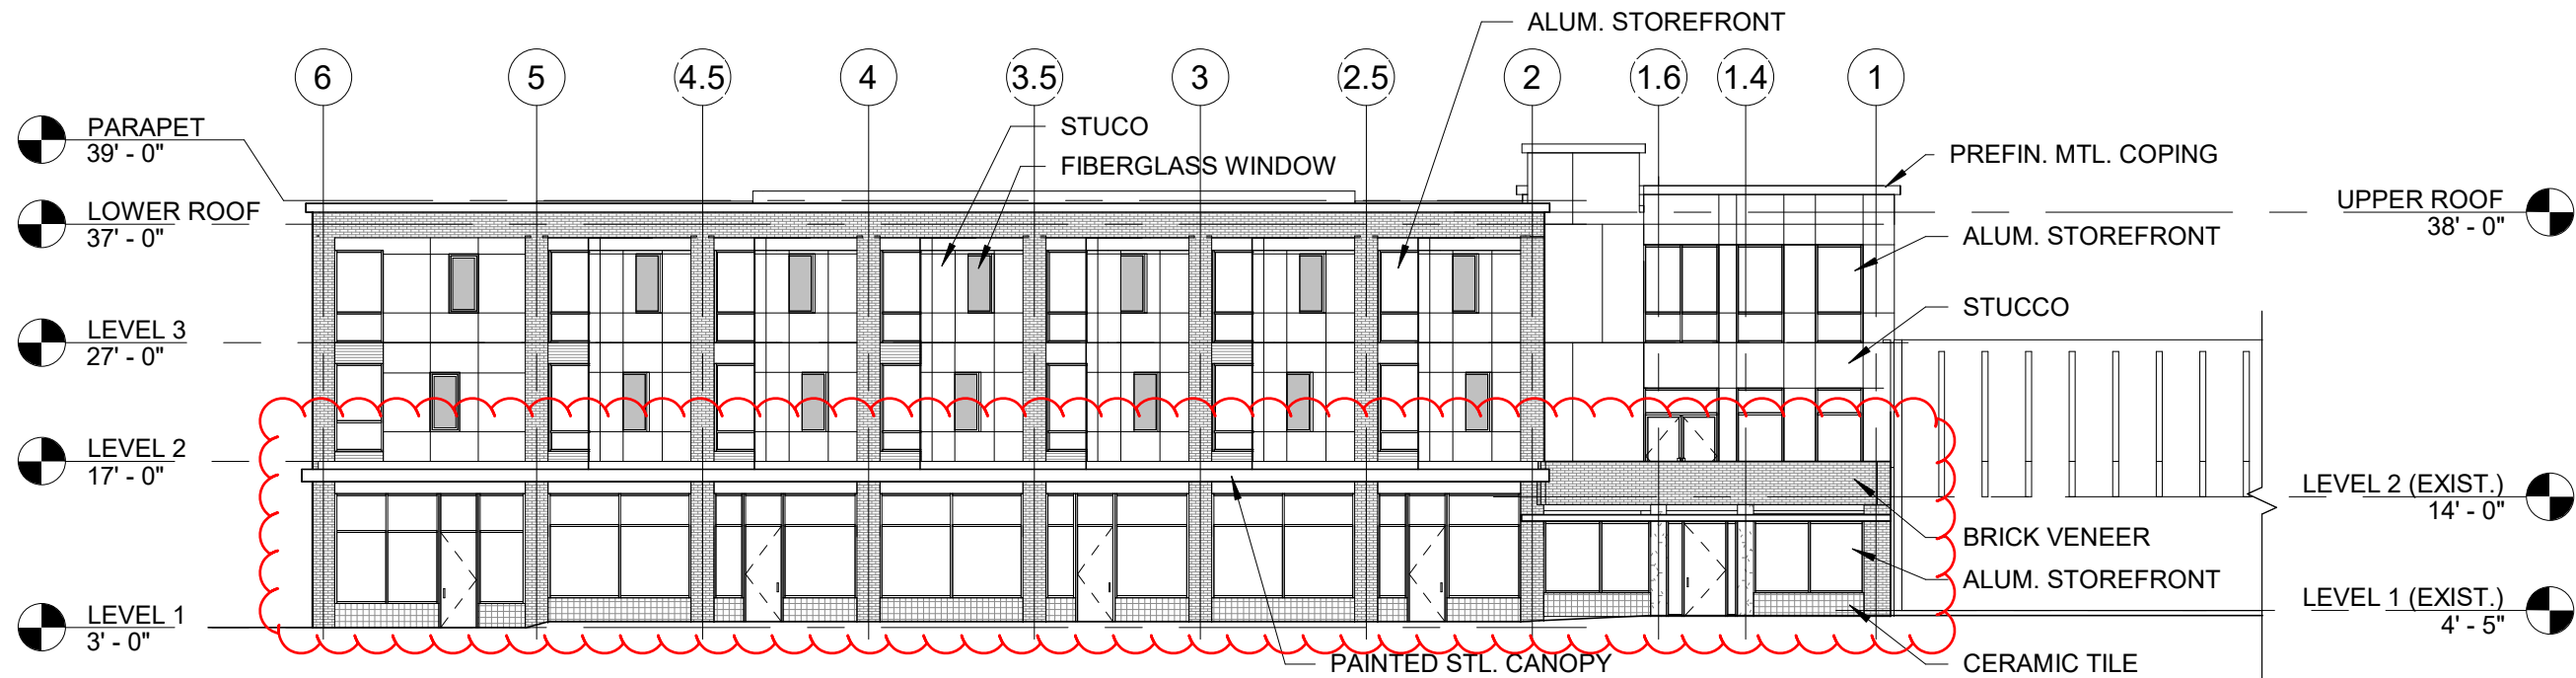 ALUM. STOREFRONT
6
5
4.5
4
3.5
3
2.5
2
1.6
1.4
1
PARAPET
39' - 0"
STUCO
FIBERGLASS WINDOW
PREFIN. MTL. COPING
LOWER ROOF
37' - 0"
UPPER ROOF
38' - 0"
ALUM. STOREFRONT
STUCCO
LEVEL 3
27' - 0"
LEVEL 2
17' - 0"
LEVEL 2 (EXIST.)
14' - 0"
BRICK VENEER
ALUM. STOREFRONT
LEVEL 1
3' - 0"
LEVEL 1 (EXIST.)
4' - 5"
PAINTED STL. CANOPY
CERAMIC TILE